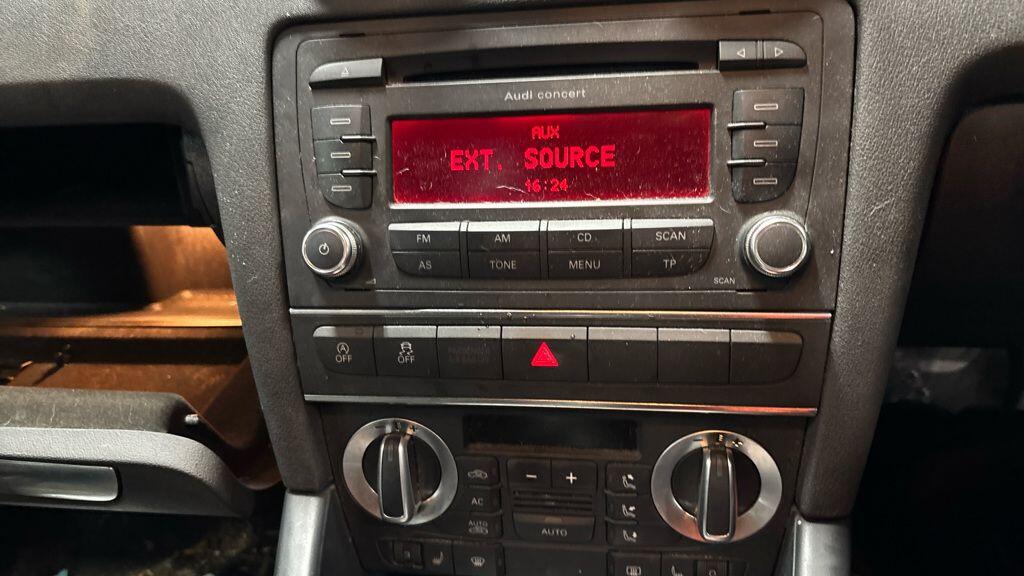 Audi concert
AUX
EXT. SOURCE
16:24
FM AM CD SCAN
AS TONE MENU TP
SCAN
A OFF OFF
AC
AUTO AUTO